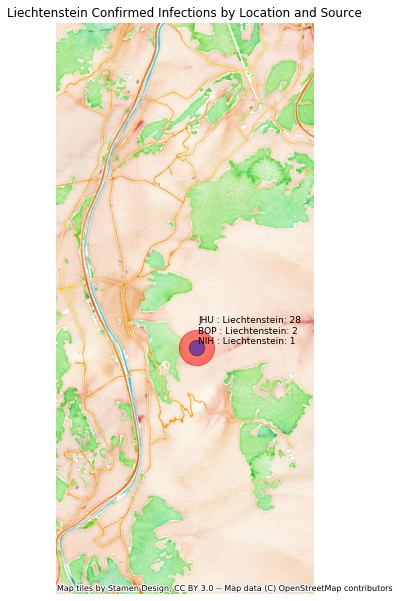 Liechtenstein Confirmed Infections by Location and Source
JHU : Liechtenstein: 28
BOP : Liechtenstein: 2
NIH : Liechtenstein: 1
Map tiles by Stamen Design, CC BY 3.0 -- Map data (C) OpenStreetMap contributors